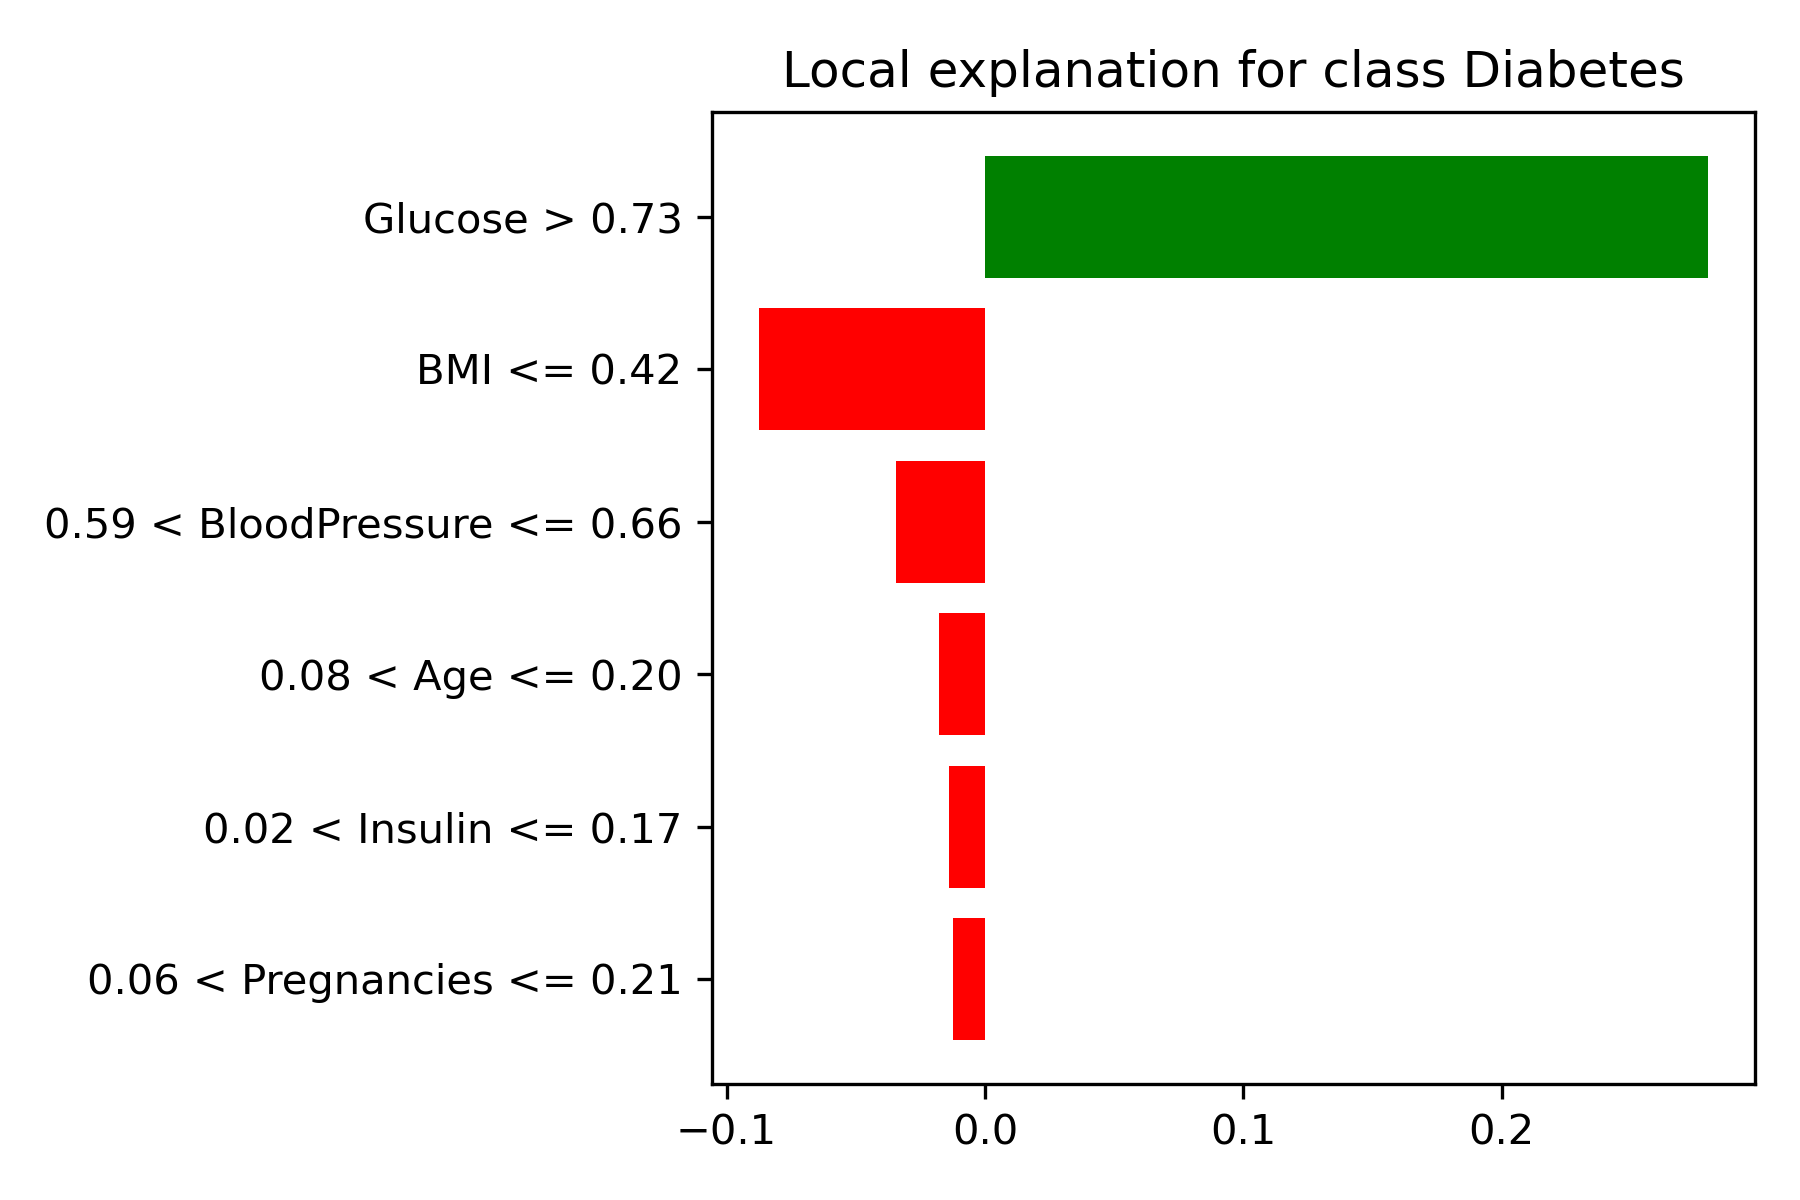 Local explanation for class Diabetes
Glucose > 0.73
BMI <= 0.42
0.59 < BloodPressure <= 0.66
0.08 < Age <= 0.20
0.02 < Insulin <= 0.17
0.06 < Pregnancies <= 0.21
−0.1 0.0 0.1 0.2